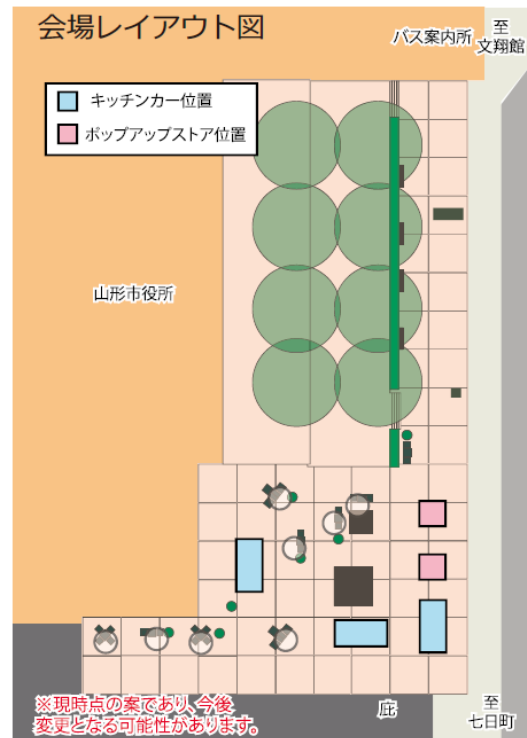 会場レイアウト図
バス案内所
至
文翔館
キッチンカー位置
ポップアップストア位置
山形市役所
※現時点の案であり、今後
変更となる可能性があります。
庇
至
七日町